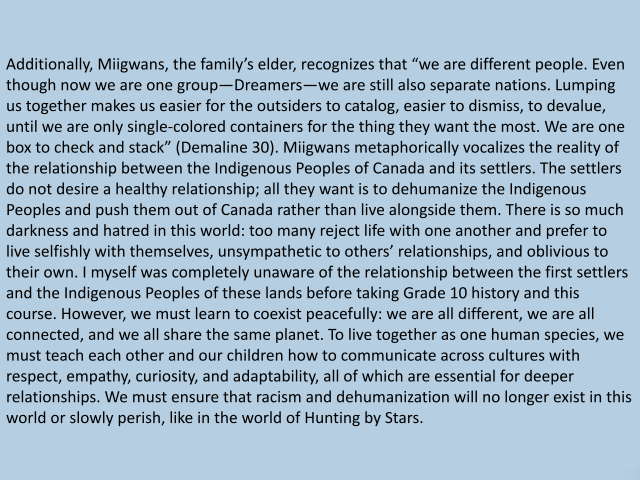 Additionally, Miigwans, the family’s elder, recognizes that “we are different people. Even
though now we are one group—Dreamers—we are still also separate nations. Lumping
us together makes us easier for the outsiders to catalog, easier to dismiss, to devalue,
until we are only single-colored containers for the thing they want the most. We are one
box to check and stack” (Demaline 30). Miigwans metaphorically vocalizes the reality of
the relationship between the Indigenous Peoples of Canada and its settlers. The settlers
do not desire a healthy relationship; all they want is to dehumanize the Indigenous
Peoples and push them out of Canada rather than live alongside them. There is so much
darkness and hatred in this world: too many reject life with one another and prefer to
live selfishly with themselves, unsympathetic to others’ relationships, and oblivious to
their own. I myself was completely unaware of the relationship between the first settlers
and the Indigenous Peoples of these lands before taking Grade 10 history and this
course. However, we must learn to coexist peacefully: we are all different, we are all
connected, and we all share the same planet. To live together as one human species, we
must teach each other and our children how to communicate across cultures with
respect, empathy, curiosity, and adaptability, all of which are essential for deeper
relationships. We must ensure that racism and dehumanization will no longer exist in this
world or slowly perish, like in the world of Hunting by Stars.